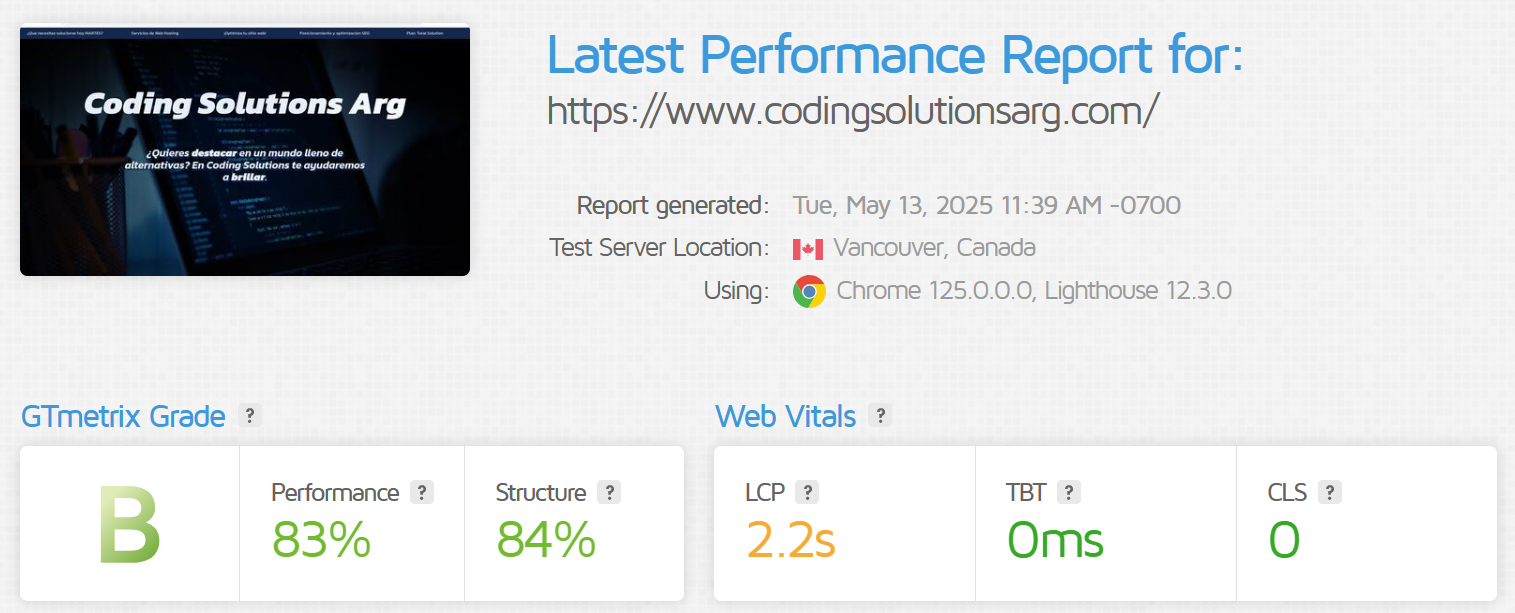 ¿Que necesitas solucionar hoy MARTES? Servicios de Web Hosting ¡Optimiza tu sitio web! Posicionamiento y optimización SEO Plan: Total Solution
Coding Solutions Arg
¿Quieres destacar en un mundo lleno de
alternativas? En Coding Solutions te ayudaremos
a brillar.
Latest Performance Report for:
https://www.codingsolutionsarg.com/
Report generated: Tue, May 13, 2025 11:39 AM -0700
Test Server Location: Vancouver, Canada
Using: Chrome 125.0.0.0, Lighthouse 12.3.0
GTmetrix Grade ?
B
Performance ?
83%
Structure ?
84%
Web Vitals ?
LCP ?
2.2s
TBT ?
0ms
CLS ?
0